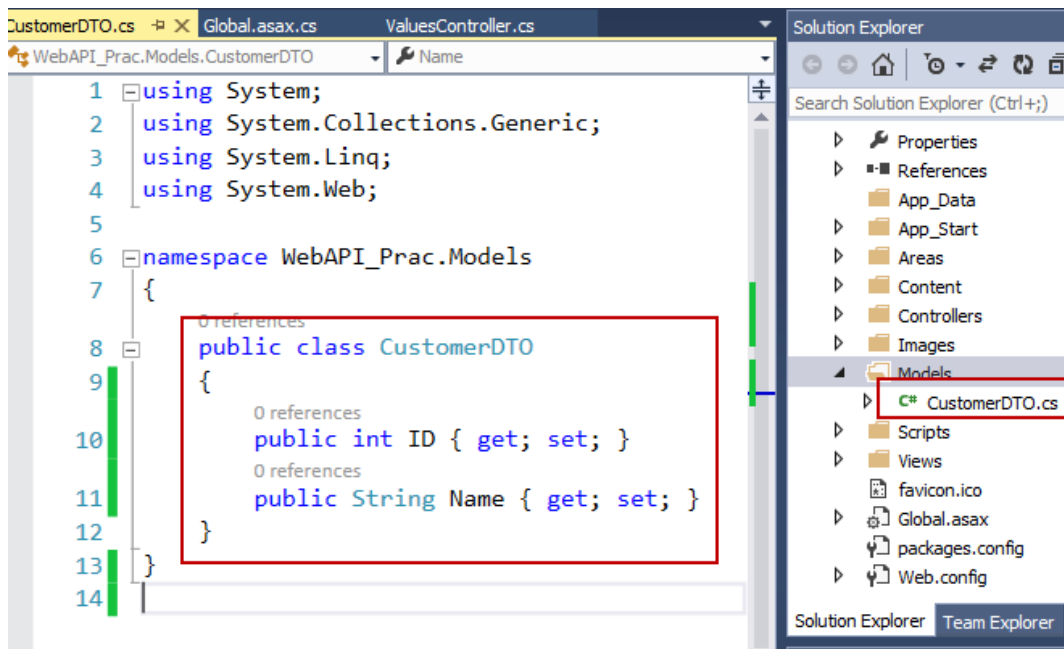 CustomerDTO.cs Global.asax.cs ValuesController.cs
WebAPI_Prac.Models.CustomerDTO Name
1 using System;
2 using System.Collections.Generic;
3 using System.Linq;
4 using System.Web;
5
6 namespace WebAPI_Prac.Models
7 {
0 references
8 public class CustomerDTO
9 {
0 references
10 public int ID { get; set; }
0 references
11 public String Name { get; set; }
12 }
13 }
14
Solution Explorer
Search Solution Explorer (Ctrl+;)
Properties
References
App_Data
App_Start
Areas
Content
Controllers
Images
Models
C# CustomerDTO.cs
Scripts
Views
favicon.ico
Global.asax
packages.config
Web.config
Solution Explorer Team Explorer